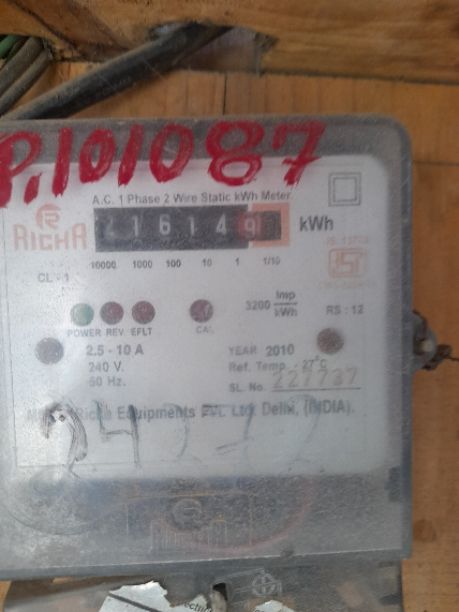 P.101087
A.C. 1 Phase 2 Wire Static kWh Meter
RICHA
216149
kWh
10000 1000 100 10 1 1/10
CL - 1
3200 Imp/kWh
RS : 12
POWER REV EFLT CAL
2.5 - 10 A
240 V.
50 Hz.
YEAR 2010
Ref. Temp. : 27°C
SL. No. 227737
Richa Equipments PVT. Ltd. Delhi, (INDIA).